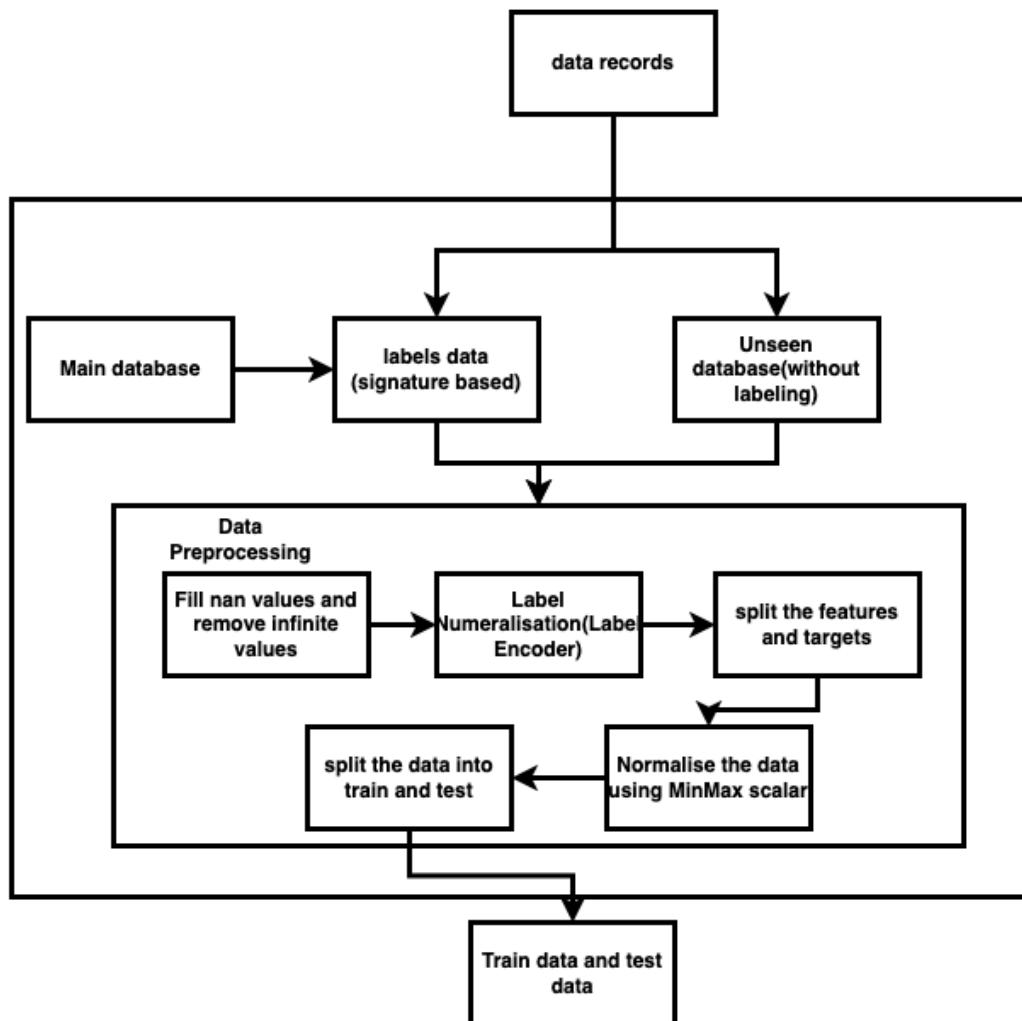 data records
Main database
labels data
(signature based)
Unseen
database(without
labeling)
Data
Preprocessing
Fill nan values and
remove infinite
values
Label
Numeralisation(Label
Encoder)
split the features
and targets
split the data into
train and test
Normalise the data
using MinMax scalar
Train data and test
data